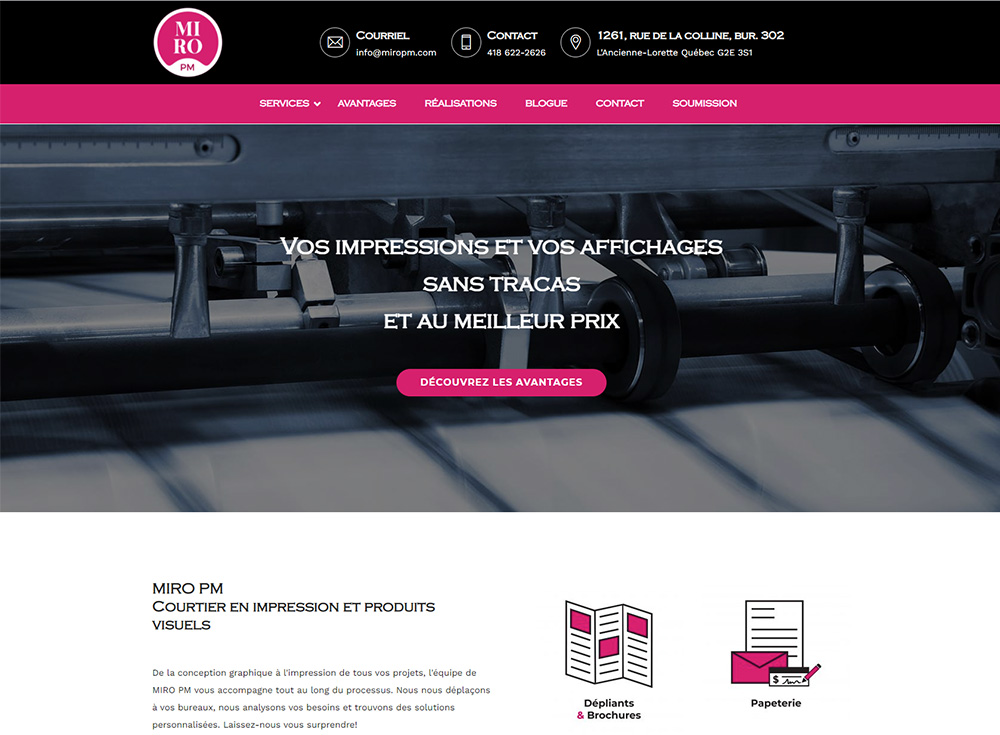 MI
RO
PM
Courriel
info@miropm.com
Contact
418 622-2626
1261, rue de la Colline, bur. 302
L'Ancienne-Lorette Québec G2E 3S1
SERVICES
AVANTAGES
RÉALISATIONS
BLOGUE
CONTACT
SOUMISSION
Vos impressions et vos affichages
sans tracas
et au meilleur prix
DÉCOUVREZ LES AVANTAGES
MIRO PM
Courtier en impression et produits
visuels
De la conception graphique à l'impression de tous vos projets, l'équipe de
MIRO PM vous accompagne tout au long du processus. Nous nous déplaçons
à vos bureaux, nous analysons vos besoins et trouvons des solutions
personnalisées. Laissez-nous vous surprendre!
Dépliants
& Brochures
$
Papeterie